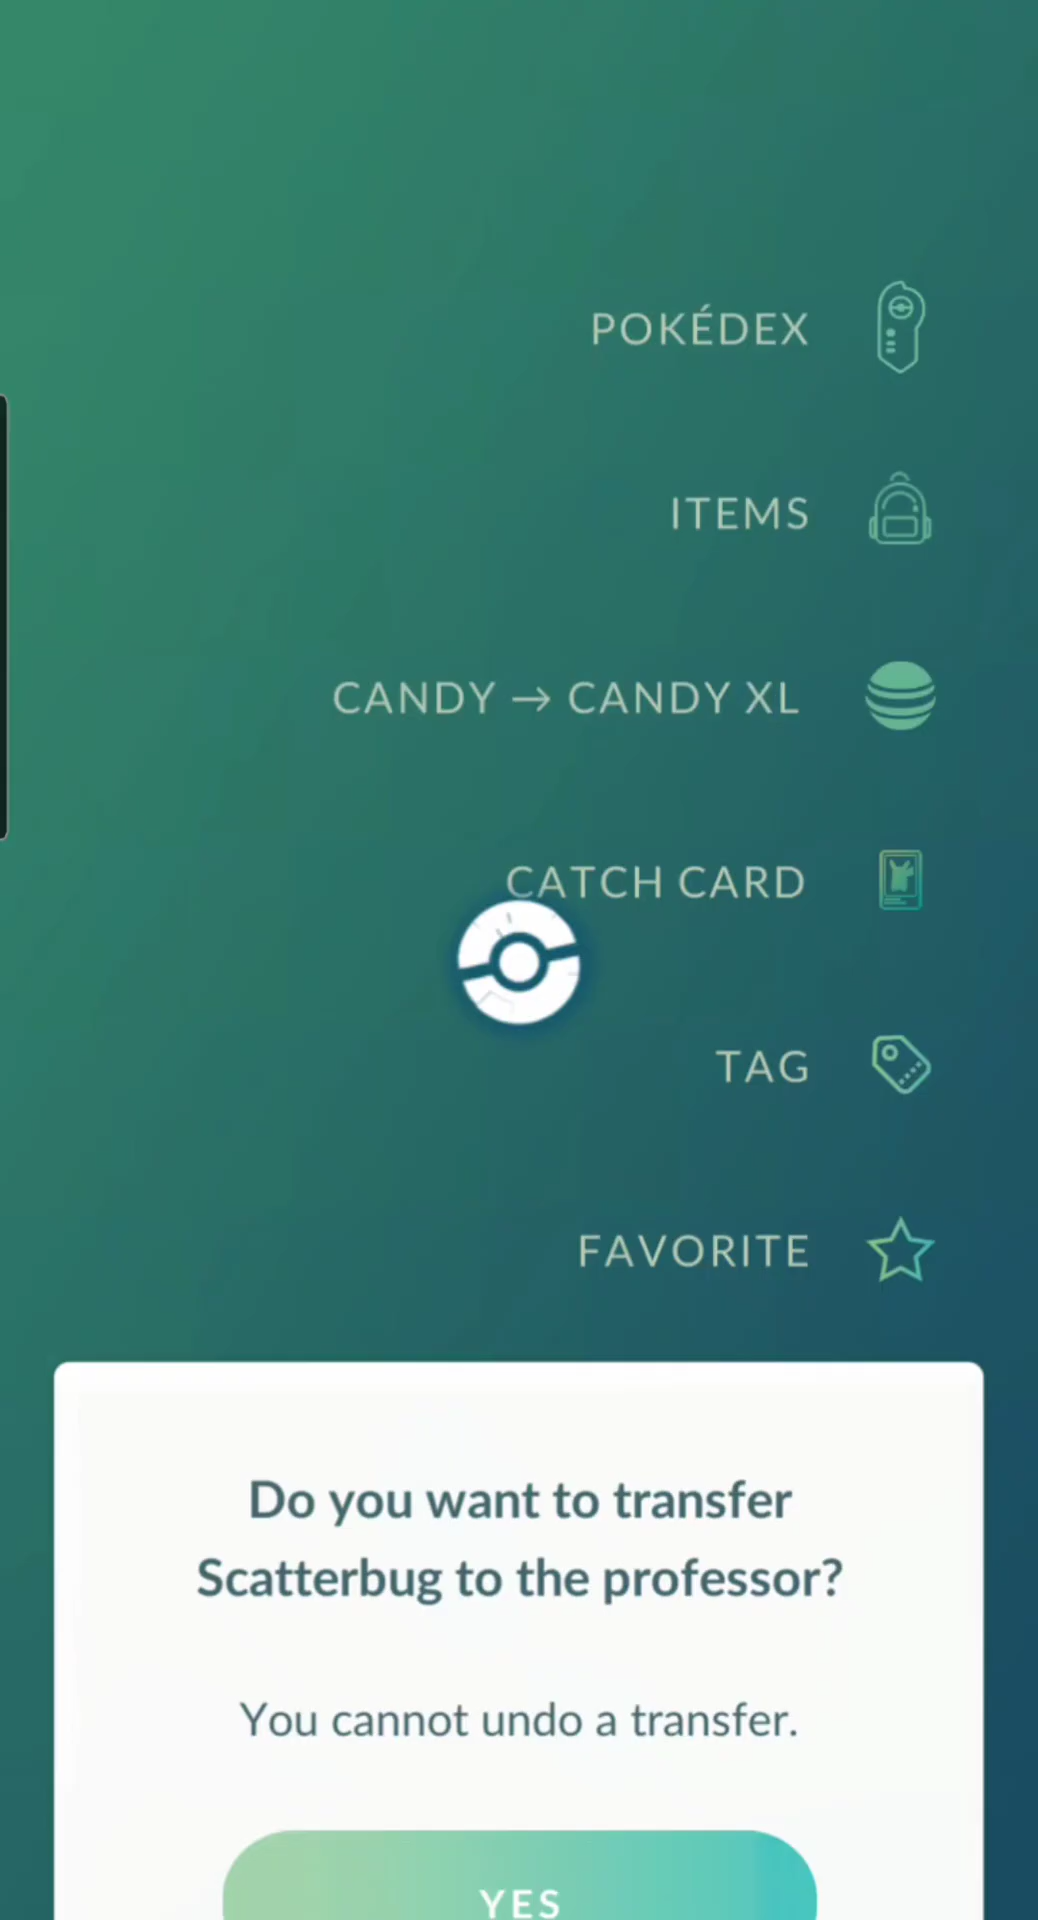 POKÉDEX
ITEMS
CANDY → CANDY XL
CATCH CARD
TAG
FAVORITE
Do you want to transfer
Scatterbug to the professor?
You cannot undo a transfer.
YES